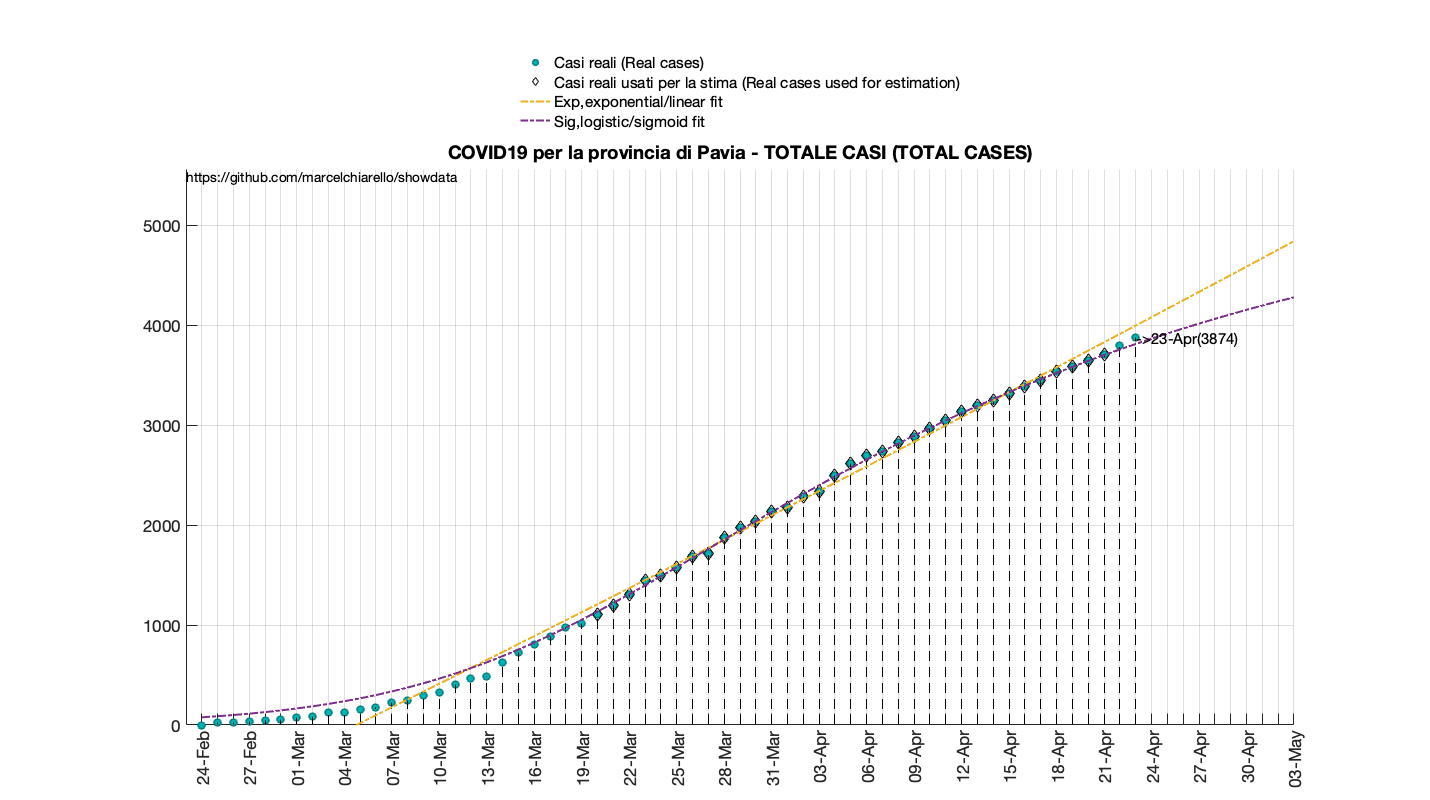 Casi reali (Real cases)
Casi reali usati per la stima (Real cases used for estimation)
Exp,exponential/linear fit
Sig,logistic/sigmoid fit
COVID19 per la provincia di Pavia - TOTALE CASI (TOTAL CASES)
https://github.com/marcelchiarello/showdata
5000
4000
3000
2000
1000
0
~23-Apr(3874)
24-Feb
27-Feb
01-Mar
04-Mar
07-Mar
10-Mar
13-Mar
16-Mar
19-Mar
22-Mar
25-Mar
28-Mar
31-Mar
03-Apr
06-Apr
09-Apr
12-Apr
15-Apr
18-Apr
21-Apr
24-Apr
27-Apr
30-Apr
03-May